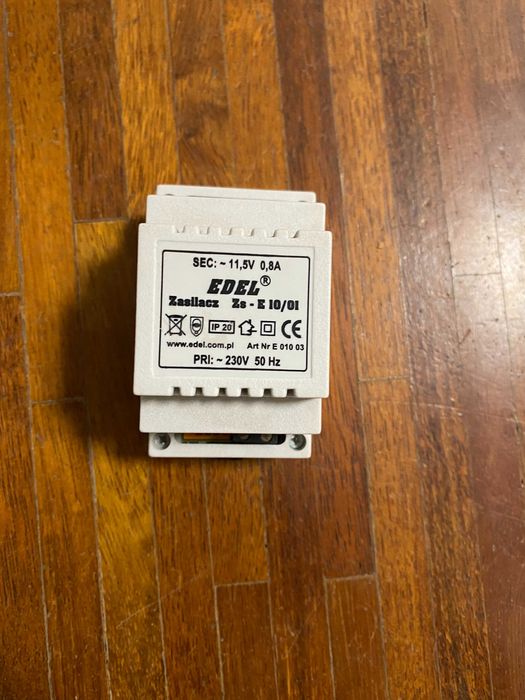 SEC: ~ 11,5V 0,8A
EDEL®
Zasilacz Zs - E 10/01
IP 20 CE
www.edel.com.pl Art Nr E 010 03
PRI: ~ 230V 50 Hz